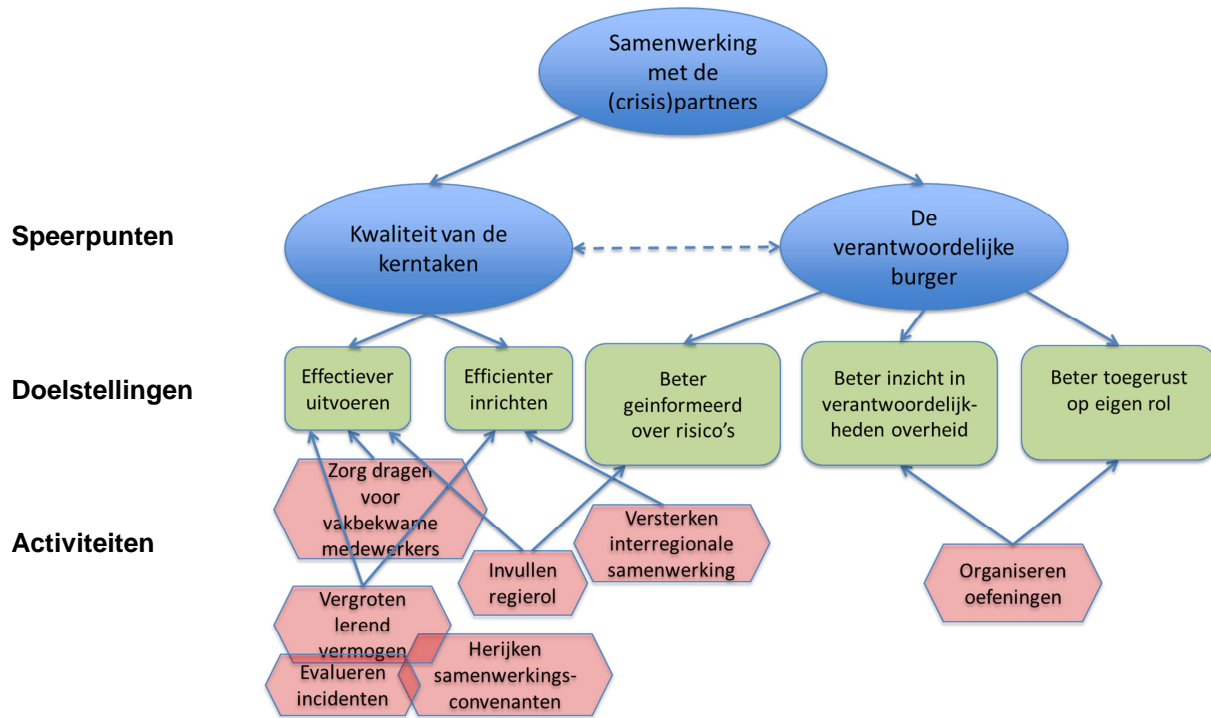 Samenwerking
met de
(crisis)partners
Speerpunten
Kwaliteit van de
kerntaken
De
verantwoordelijke
burger
Doelstellingen
Effectiever
uitvoeren
Efficienter
inrichten
Beter
geinformeerd
over risico's
Beter inzicht in
verantwoordelijk-
heden overheid
Beter toegerust
op eigen rol
Activiteiten
Zorg dragen
voor
vakbekwame
medewerkers
Versterken
interregionale
samenwerking
Invullen
regierol
Organiseren
oefeningen
Vergroten
lerend
vermogen
Evalueren
incidenten
Herijken
samenwerkings-
convenanten